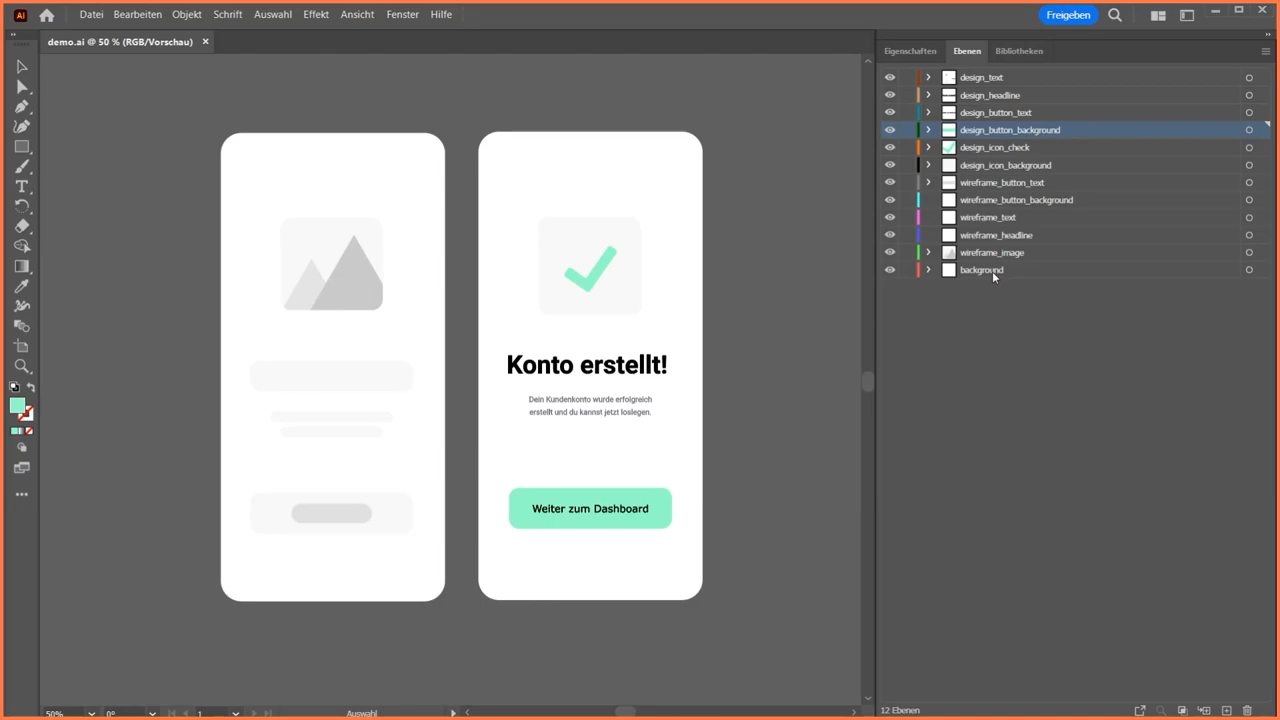 Ai
Datei Bearbeiten Objekt Schrift Auswahl Effekt Ansicht Fenster Hilfe
Freigeben
demo.ai @ 50 % (RGB/Vorschau) ×
Eigenschaften Ebenen Bibliotheken
design_text
design_headline
design_button_text
design_button_background
design_icon_check
design_icon_background
wireframe_button_text
wireframe_button_background
wireframe_text
wireframe_headline
wireframe_image
background
Konto erstellt!
Dein Kundenkonto wurde erfolgreich
erstellt und du kannst jetzt loslegen.
Weiter zum Dashboard
50% 0° 1 Auswahl
12 Ebenen